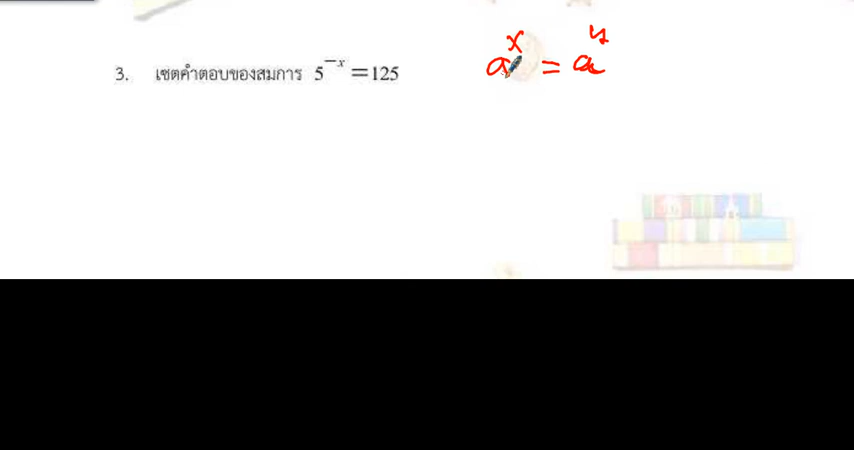 3. เซตคำตอบของสมการ 5^{-x} = 125
a^x = a^y